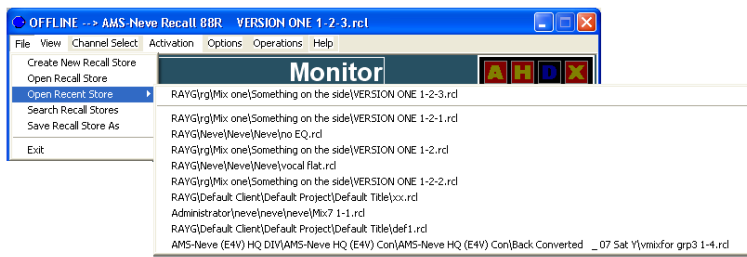 OFFLINE --> AMS-Neve Recall 88R VERSION ONE 1-2-3.rcl
File View Channel Select Activation Options Operations Help
Monitor
A H D X
Create New Recall Store
Open Recall Store
Open Recent Store
Search Recall Stores
Save Recall Store As
Exit
RAYG\rg\Mix one\Something on the side\VERSION ONE 1-2-3.rcl
RAYG\rg\Mix one\Something on the side\VERSION ONE 1-2-1.rcl
RAYG\Neve\Neve\Neve\no EQ.rcl
RAYG\rg\Mix one\Something on the side\VERSION ONE 1-2.rcl
RAYG\Neve\Neve\Neve\vocal flat.rcl
RAYG\rg\Mix one\Something on the side\VERSION ONE 1-2-2.rcl
RAYG\Default Client\Default Project\Default Title\xx.rcl
Administrator\neve\neve\neve\Mix7 1-1.rcl
RAYG\Default Client\Default Project\Default Title\def1.rcl
AMS-Neve (E4V) HQ DIV\AMS-Neve HQ (E4V) Con\AMS-Neve HQ (E4V) Con\Back Converted _ 07 Sat Y\vmixfor grp3 1-4.rcl